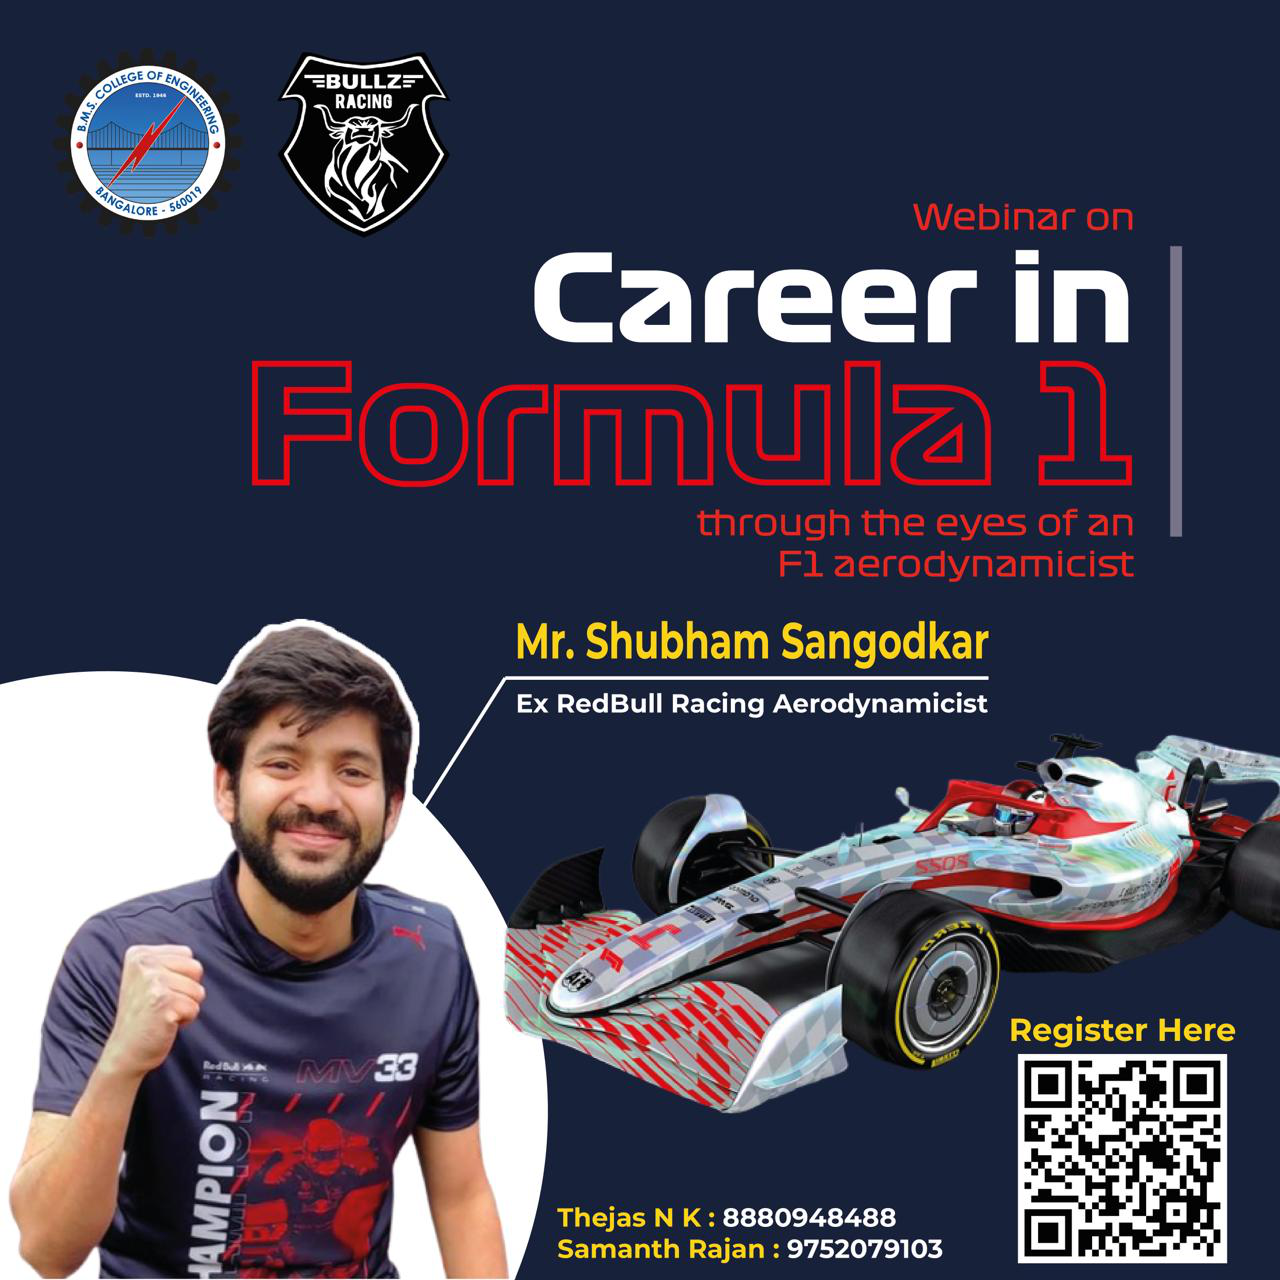 B.M.S. COLLEGE OF ENGINEERING
ESTD. 1946
BANGALORE - 560019
BULLZ
RACING
Webinar on
Career in
Formula 1
through the eyes of an
F1 aerodynamicist
Mr. Shubham Sangodkar
Ex RedBull Racing Aerodynamicist
P ZERO
Red Bull
RACING
MV33
HAMPION
Register Here
Thejas N K : 8880948488
Samanth Rajan : 9752079103